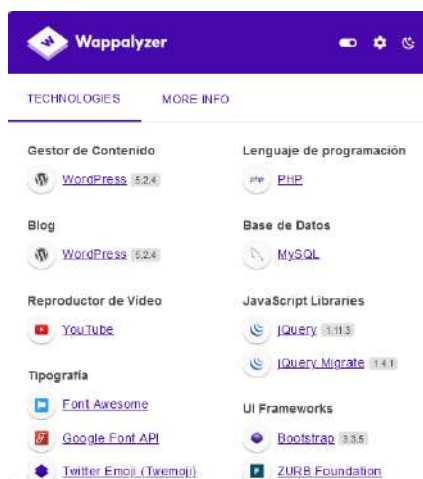 Wappalyzer
TECHNOLOGIES MORE INFO
Gestor de Contenido
WordPress 5.2.4
Blog
WordPress 5.2.4
Reproductor de Video
YouTube
Tipografía
Font Awesome
Google Font API
Twitter Emoji (Twemoji)
Lenguaje de programación
php PHP
Base de Datos
MySQL
JavaScript Libraries
jQuery 1.11.3
jQuery Migrate 1.4.1
UI Frameworks
Bootstrap 3.3.5
ZURB Foundation